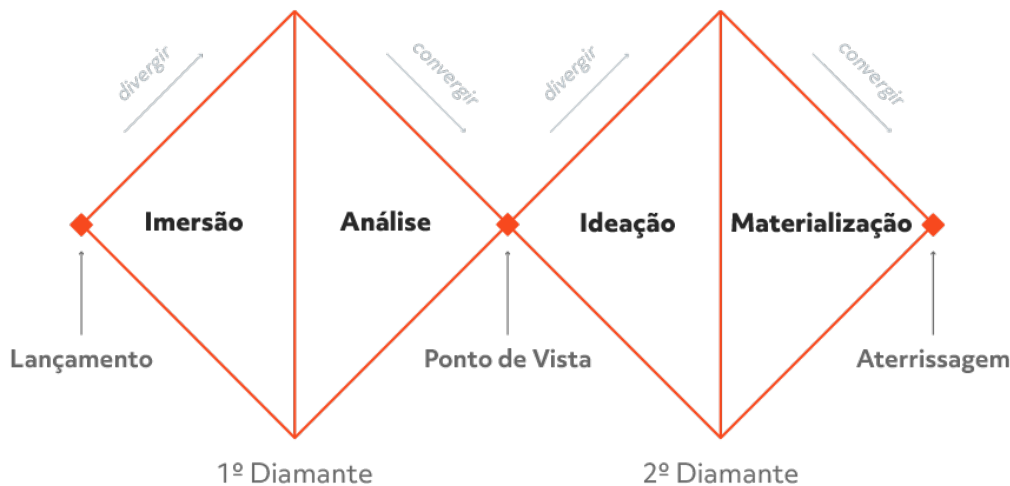 divergir
convergir
divergir
convergir
Imersão
Análise
Ideação
Materialização
Lançamento
Ponto de Vista
Aterrissagem
1º Diamante
2º Diamante